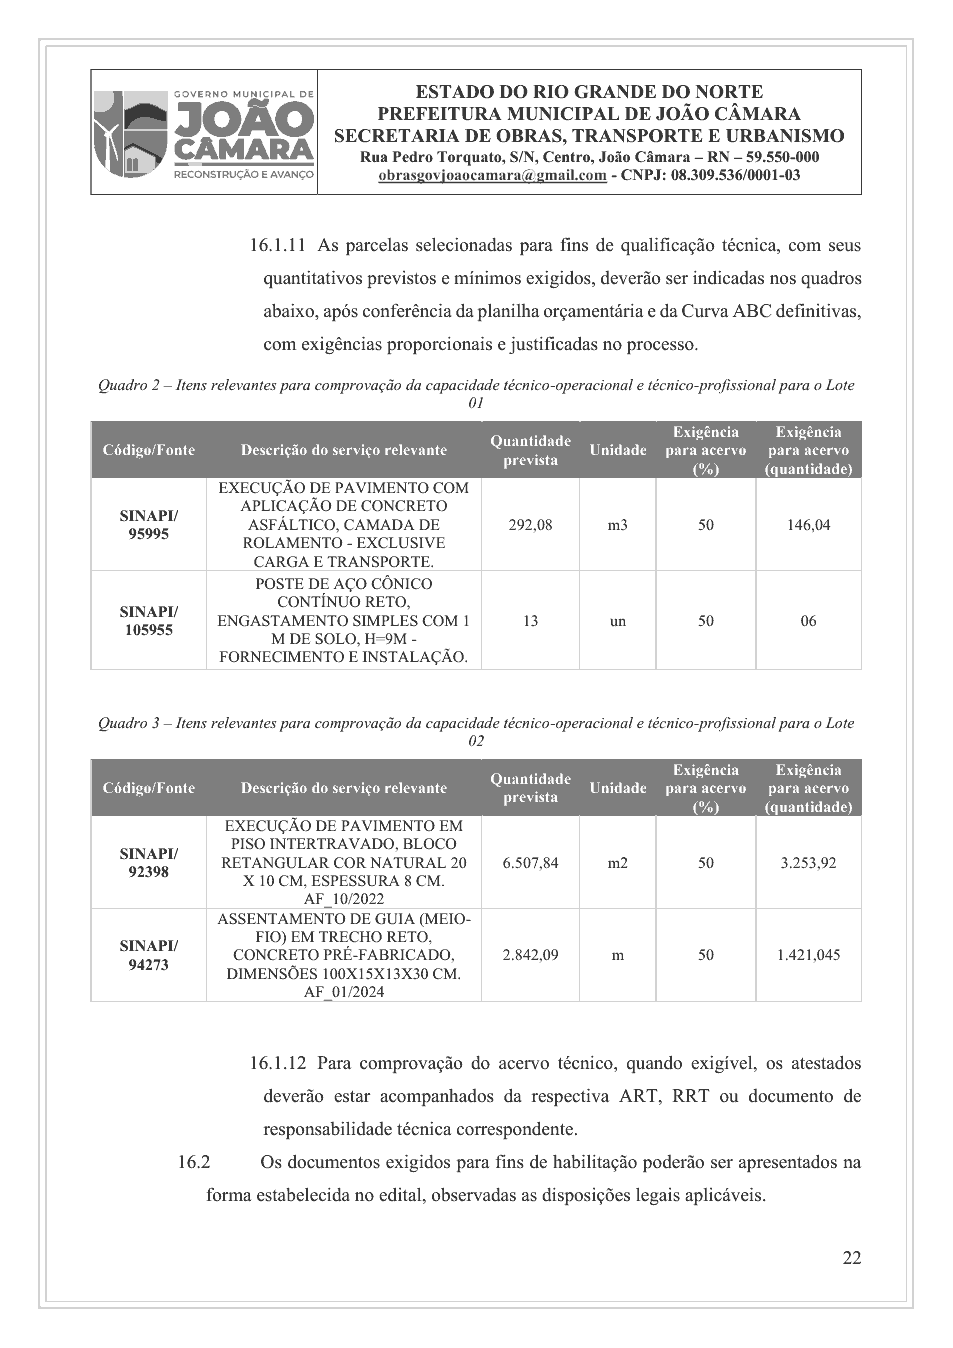 GOVERNO MUNICIPAL DE
JOÃO
CÂMARA
RECONSTRUÇÃO E AVANÇO
ESTADO DO RIO GRANDE DO NORTE
PREFEITURA MUNICIPAL DE JOÃO CÂMARA
SECRETARIA DE OBRAS, TRANSPORTE E URBANISMO
Rua Pedro Torquato, S/N, Centro, João Câmara – RN – 59.550-000
obrasgovjoaocamara@gmail.com - CNPJ: 08.309.536/0001-03
16.1.11 As parcelas selecionadas para fins de qualificação técnica, com seus
quantitativos previstos e mínimos exigidos, deverão ser indicadas nos quadros
abaixo, após conferência da planilha orçamentária e da Curva ABC definitivas,
com exigências proporcionais e justificadas no processo.
Quadro 2 – Itens relevantes para comprovação da capacidade técnico-operacional e técnico-profissional para o Lote
01
Código/Fonte
Descrição do serviço relevante
Quantidade
prevista
Unidade
Exigência
para acervo
(%)
Exigência
para acervo
(quantidade)
SINAPI/
95995
EXECUÇÃO DE PAVIMENTO COM
APLICAÇÃO DE CONCRETO
ASFÁLTICO, CAMADA DE
ROLAMENTO - EXCLUSIVE
CARGA E TRANSPORTE.
292,08
m3
50
146,04
SINAPI/
105955
POSTE DE AÇO CÔNICO
CONTÍNUO RETO,
ENGASTAMENTO SIMPLES COM 1
M DE SOLO, H=9M -
FORNECIMENTO E INSTALAÇÃO.
13
un
50
06
Quadro 3 – Itens relevantes para comprovação da capacidade técnico-operacional e técnico-profissional para o Lote
02
Código/Fonte
Descrição do serviço relevante
Quantidade
prevista
Unidade
Exigência
para acervo
(%)
Exigência
para acervo
(quantidade)
SINAPI/
92398
EXECUÇÃO DE PAVIMENTO EM
PISO INTERTRAVADO, BLOCO
RETANGULAR COR NATURAL 20
X 10 CM, ESPESSURA 8 CM.
AF_10/2022
6.507,84
m2
50
3.253,92
SINAPI/
94273
ASSENTAMENTO DE GUIA (MEIO-
FIO) EM TRECHO RETO,
CONCRETO PRÉ-FABRICADO,
DIMENSÕES 100X15X13X30 CM.
AF_01/2024
2.842,09
m
50
1.421,045
16.1.12 Para comprovação do acervo técnico, quando exigível, os atestados
deverão estar acompanhados da respectiva ART, RRT ou documento de
responsabilidade técnica correspondente.
16.2 Os documentos exigidos para fins de habilitação poderão ser apresentados na
forma estabelecida no edital, observadas as disposições legais aplicáveis.
22